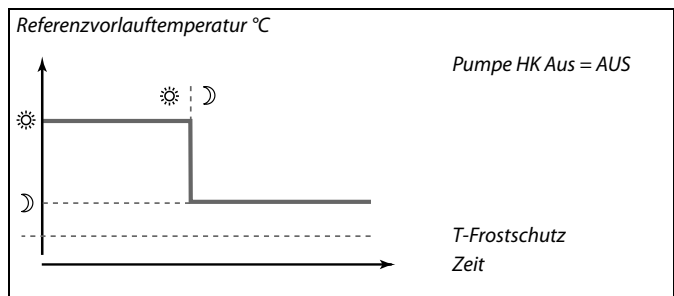 Referenzvorlauftemperatur °C
Pumpe HK Aus = AUS
T-Frostschutz
Zeit